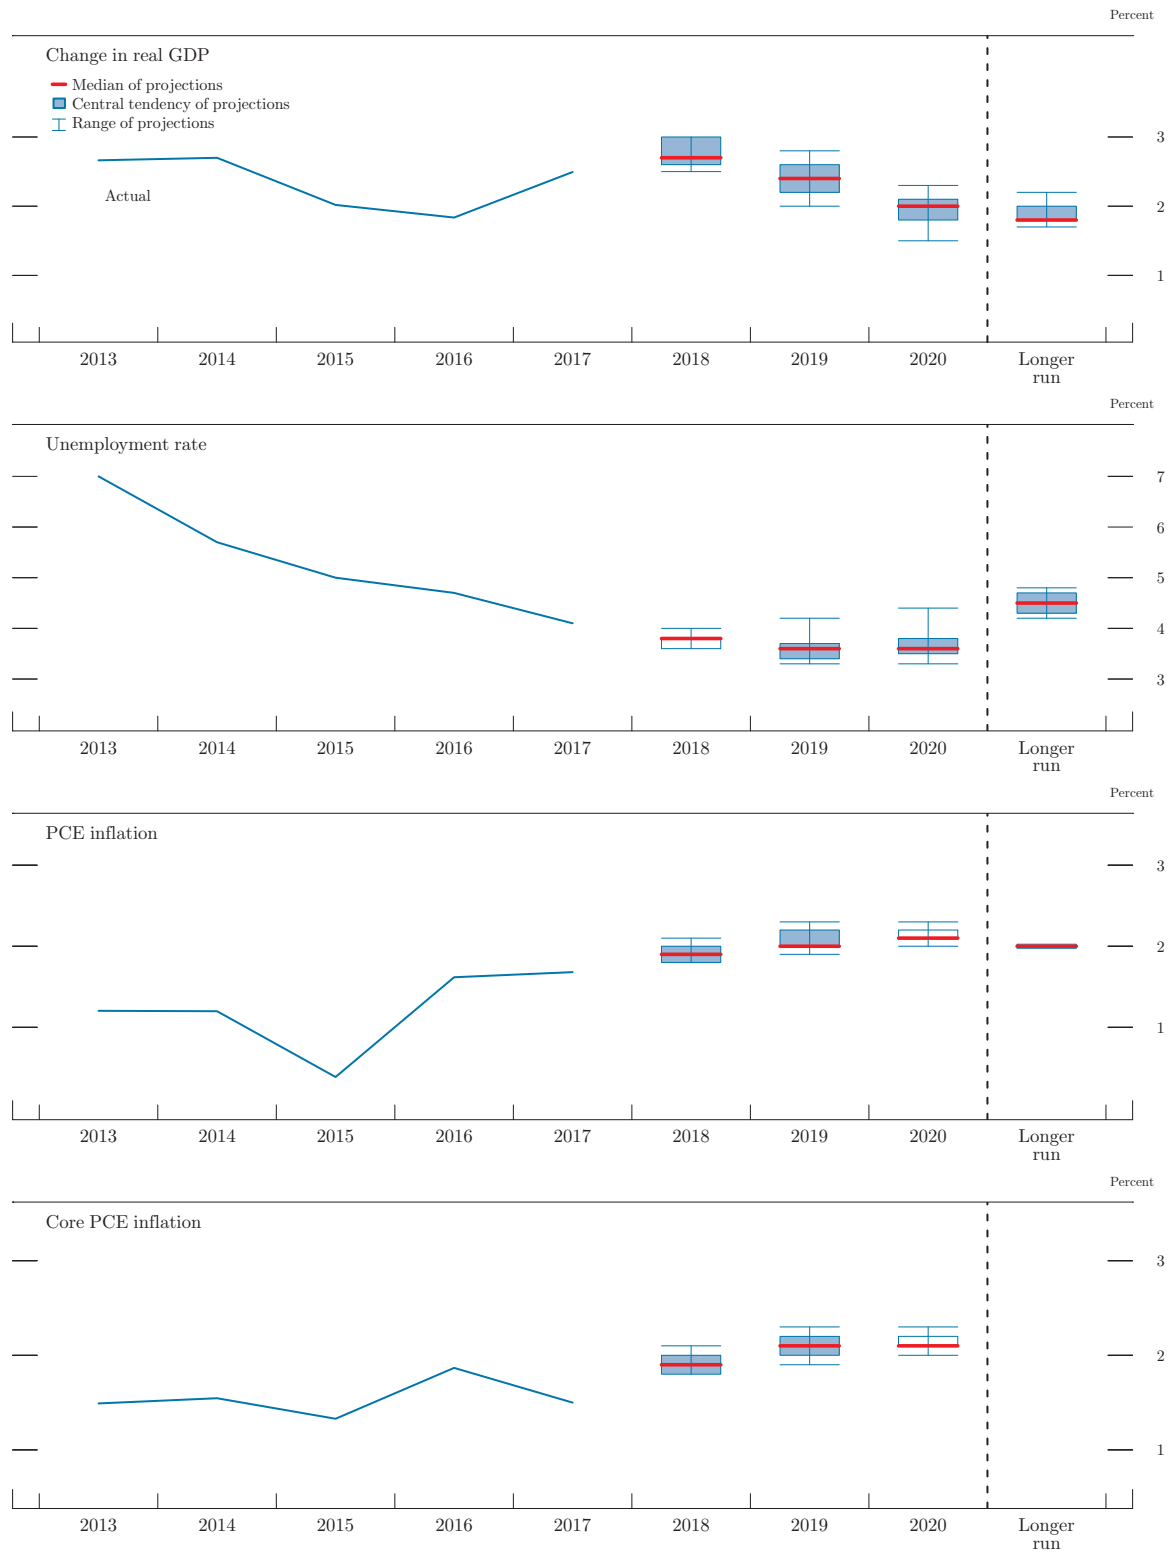 Percent
Change in real GDP
Median of projections
Central tendency of projections
Range of projections
Actual
3
2
1
2013 2014 2015 2016 2017 2018 2019 2020 Longer
run
Percent
Unemployment rate
7
6
5
4
3
2013 2014 2015 2016 2017 2018 2019 2020 Longer
run
Percent
PCE inflation
3
2
1
2013 2014 2015 2016 2017 2018 2019 2020 Longer
run
Percent
Core PCE inflation
3
2
1
2013 2014 2015 2016 2017 2018 2019 2020 Longer
run